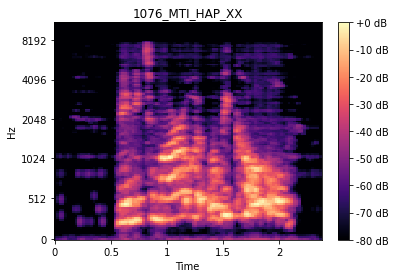 1076_MTI_HAP_XX
8192
4096
2048
1024
512
0
Hz
0
0.5
1
1.5
2
Time
+0 dB
-10 dB
-20 dB
-30 dB
-40 dB
-50 dB
-60 dB
-70 dB
-80 dB